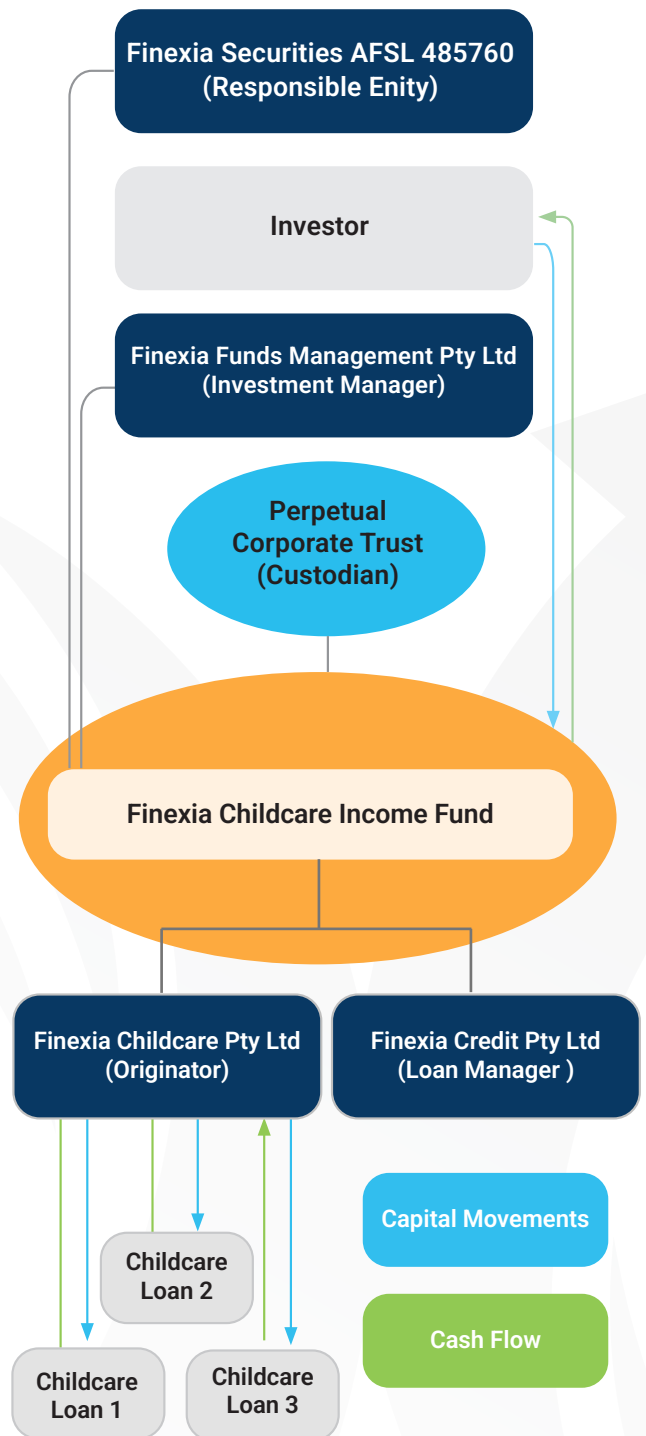 Finexia Securities AFSL 485760
(Responsible Enity)
Investor
Finexia Funds Management Pty Ltd
(Investment Manager)
Perpetual
Corporate Trust
(Custodian)
Finexia Childcare Income Fund
Finexia Childcare Pty Ltd
(Originator)
Finexia Credit Pty Ltd
(Loan Manager )
Capital Movements
Childcare
Loan 2
Cash Flow
Childcare
Loan 1
Childcare
Loan 3